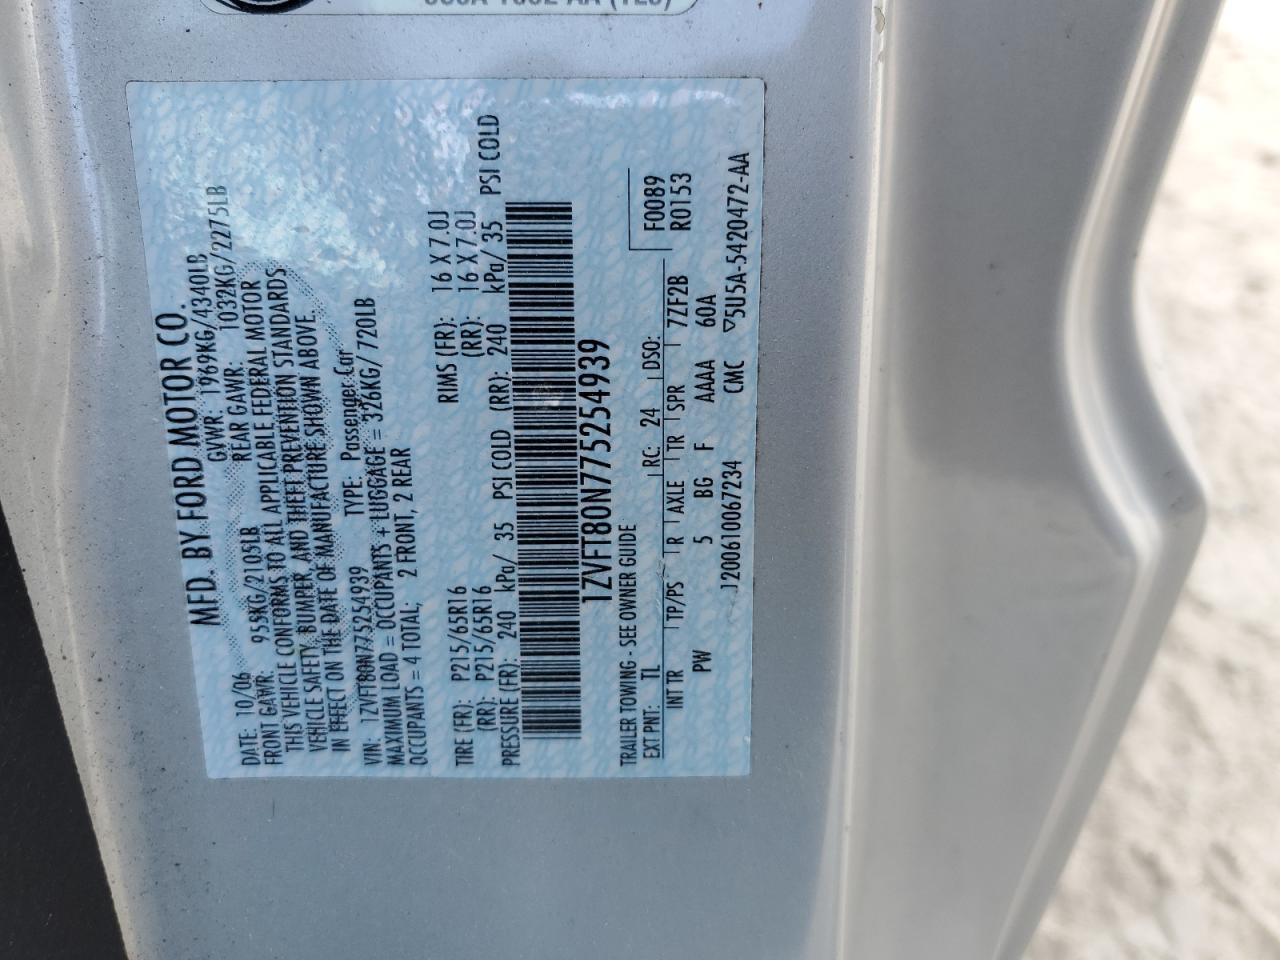 MFD. BY FORD MOTOR CO.
DATE: 10/06 GVWR: 1969KG/4340LB
FRONT GAWR: 955KG/2105LB REAR GAWR: 1032KG/2275LB
THIS VEHICLE CONFORMS TO ALL APPLICABLE FEDERAL MOTOR
VEHICLE SAFETY, BUMPER, AND THEFT PREVENTION STANDARDS
IN EFFECT ON THE DATE OF MANUFACTURE SHOWN ABOVE.
VIN: 1ZVFT80N775254939 TYPE: Passenger Car
MAXIMUM LOAD = OCCUPANTS + LUGGAGE = 326KG/ 720LB
OCCUPANTS = 4 TOTAL; 2 FRONT, 2 REAR
TIRE (FR): P215/65R16 RIMS (FR): 16 X 7.0J
(RR): P215/65R16 (RR): 16 X 7.0J
PRESSURE (FR): 240 kPa/ 35 PSI COLD (RR): 240 kPa/ 35 PSI COLD
1ZVFT80N775254939
TRAILER TOWING - SEE OWNER GUIDE F0089
EXT PNT: TL RC: 24 DSO: R0153
INT TR TP/PS R AXLE TR SPR 7ZF2B
PW 5 BG F AAAA 60A
J200610067234 CMC ▽5U5A-5420472-AA